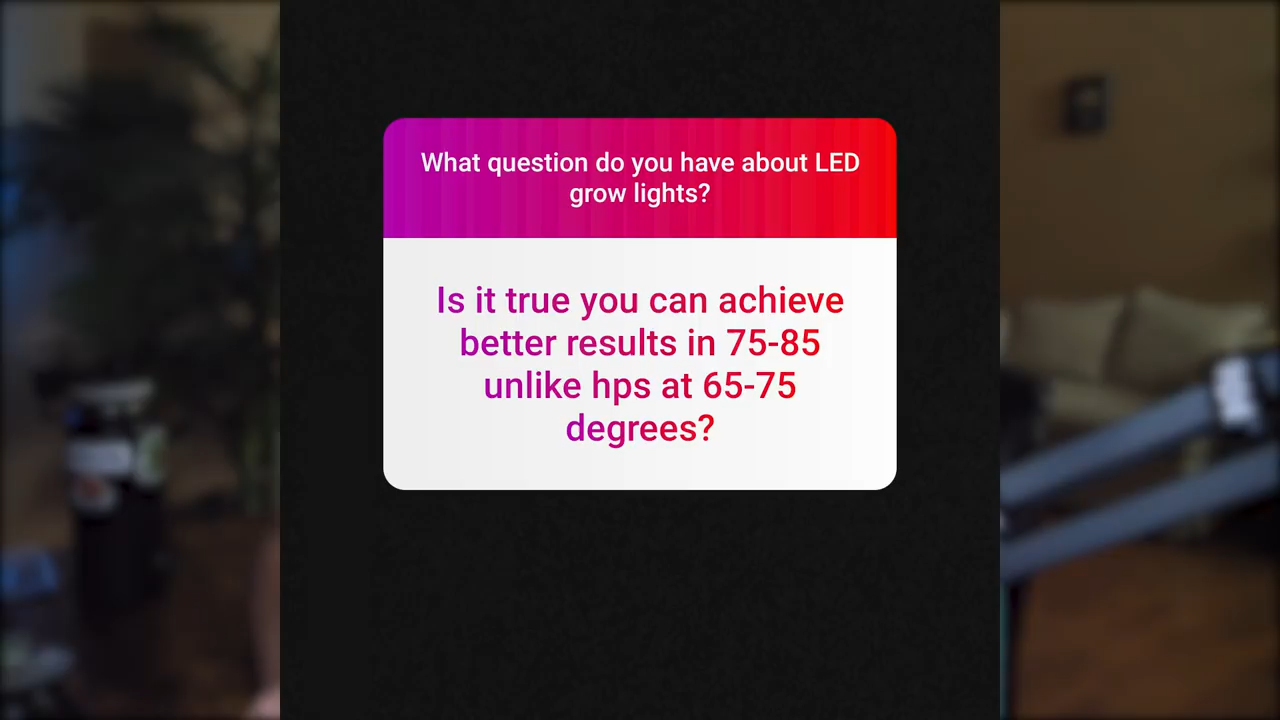 What question do you have about LED
grow lights?
Is it true you can achieve
better results in 75-85
unlike hps at 65-75
degrees?